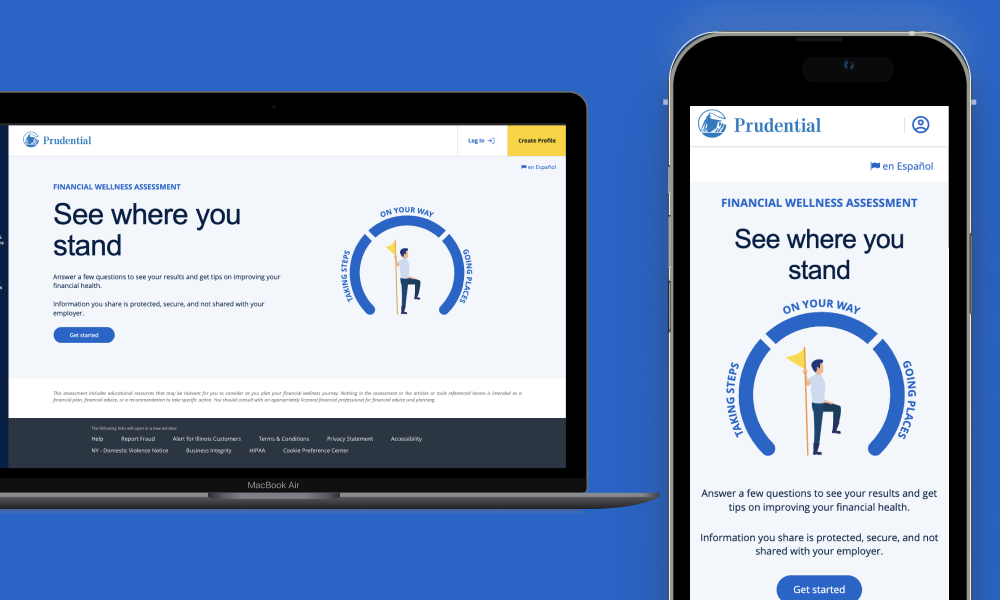 Prudential
Log In
Create Profile
en Español
FINANCIAL WELLNESS ASSESSMENT
See where you
stand
Answer a few questions to see your results and get tips on improving your
financial health.
Information you share is protected, secure, and not shared with your
employer.
Get started
TAKING STEPS
ON YOUR WAY
GOING PLACES
This assessment includes educational resources that may be relevant for you to consider as you plan your financial wellness journey. Nothing in the assessment or the articles or tools referenced herein is intended as a
financial plan, financial advice, or a recommendation to take specific action. You should consult with an appropriately licensed financial professional for financial advice and planning.
The following links will open in a new window
Help Report Fraud Alert for Illinois Customers Terms & Conditions Privacy Statement Accessibility
NY - Domestic Violence Notice Business Integrity HIPAA Cookie Preference Center
MacBook Air
Prudential
en Español
FINANCIAL WELLNESS ASSESSMENT
See where you
stand
TAKING STEPS
ON YOUR WAY
GOING PLACES
Answer a few questions to see your results and get
tips on improving your financial health.
Information you share is protected, secure, and not
shared with your employer.
Get started